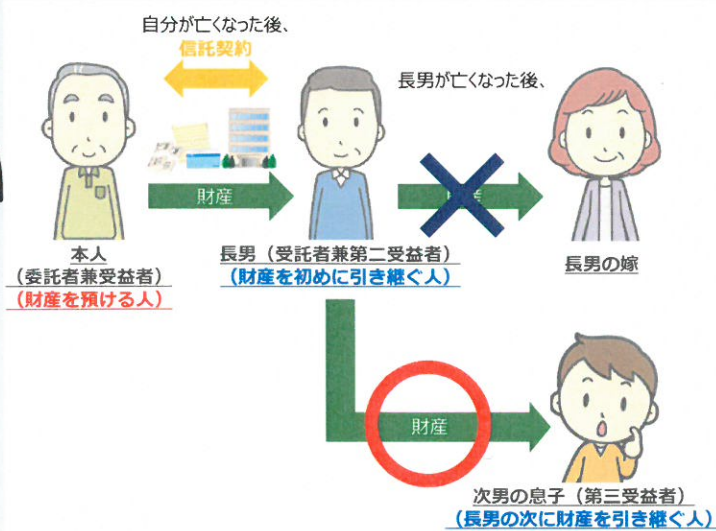 自分が亡くなった後、
信託契約
長男が亡くなった後、
財産
本人
（委託者兼受益者）
（財産を預ける人）
長男（受託者兼第二受益者）
（財産を初めに引き継ぐ人）
長男の嫁
財産
次男の息子（第三受益者）
（長男の次に財産を引き継ぐ人）